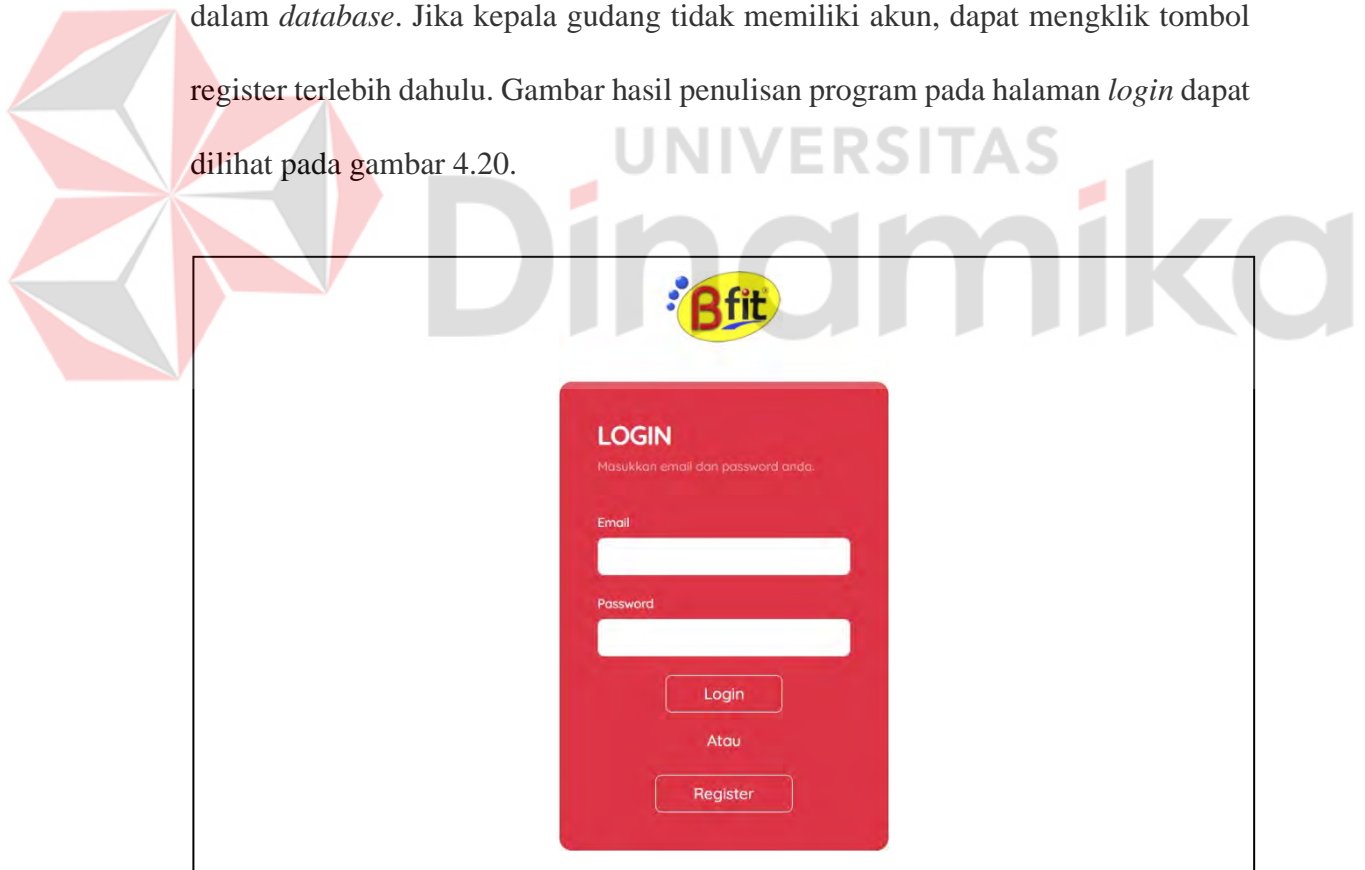 dalam database. Jika kepala gudang tidak memiliki akun, dapat mengklik tombol
register terlebih dahulu. Gambar hasil penulisan program pada halaman login dapat
dilihat pada gambar 4.20.
UNIVERSITAS
Dinamika
Bfit
LOGIN
Masukkan email dan password anda.
Email
Password
Login
Atau
Register